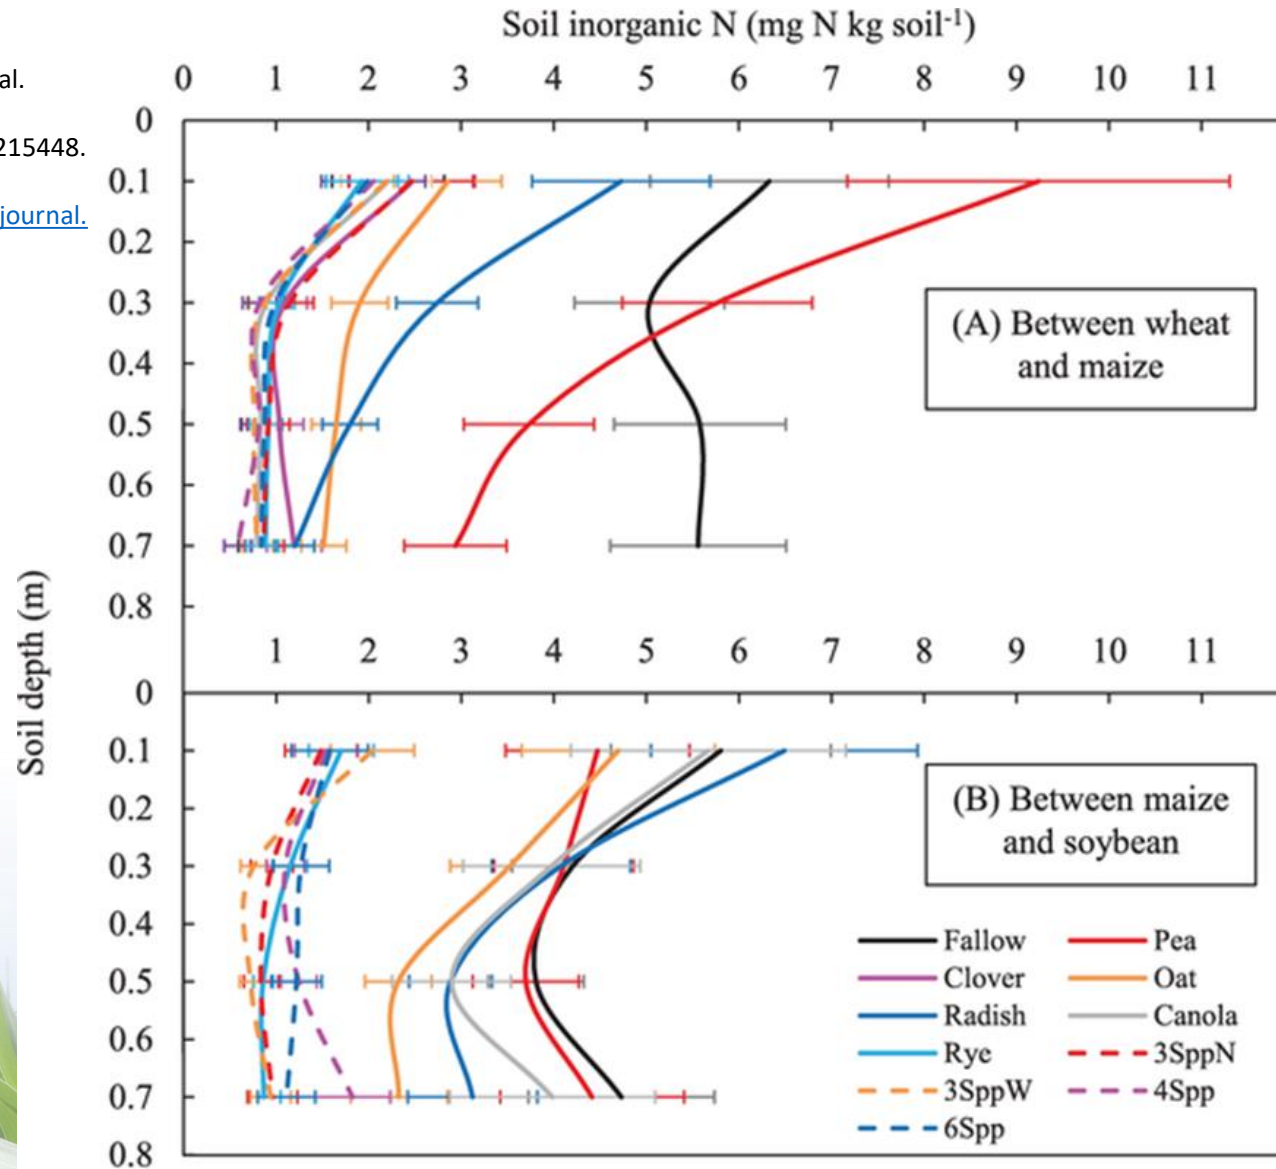 Soil inorganic N (mg N kg soil-1)
al.
215448.
journal.
0 1 2 3 4 5 6 7 8 9 10 11
0
0.1
0.2
0.3
0.4
0.5
0.6
0.7
0.8
(A) Between wheat
and maize
Soil depth (m)
1 2 3 4 5 6 7 8 9 10 11
0
0.1
0.2
0.3
0.4
0.5
0.6
0.7
0.8
(B) Between maize
and soybean
Fallow Pea
Clover Oat
Radish Canola
Rye 3SppN
3SppW 4Spp
6Spp